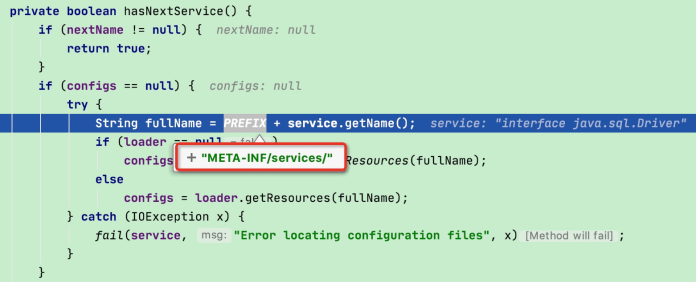 private boolean hasNextService() {
if (nextName != null) { nextName: null
return true;
}
if (configs == null) { configs: null
try {
String fullName = PREFIX + service.getName(); service: "interface java.sql.Driver"
if (loader == null = )
+ "META-INF/services/"
configs Resources(fullName);
else
configs = loader.getResources(fullName);
} catch (IOException x) {
fail(service, msg: "Error locating configuration files", x) [Method will fail] ;
}
}